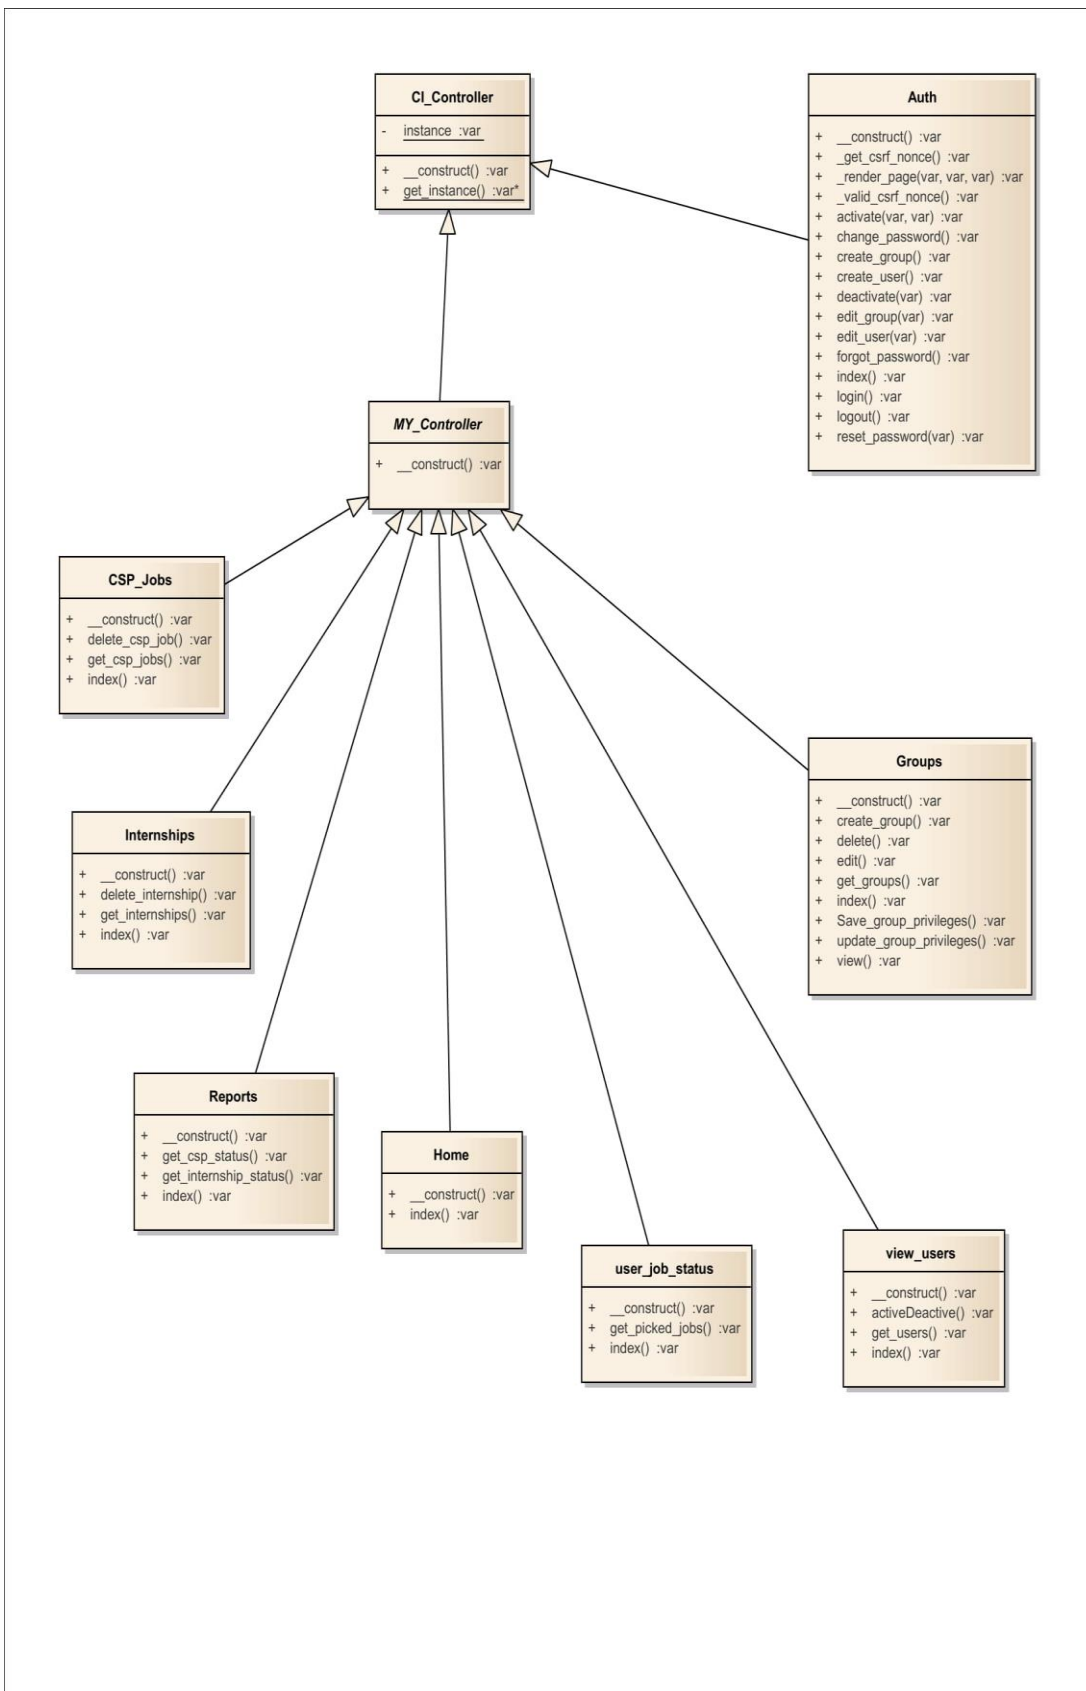 CI_Controller
- instance :var
+ __construct() :var
+ get_instance() :var*
Auth
+ __construct() :var
+ _get_csrf_nonce() :var
+ _render_page(var, var, var) :var
+ _valid_csrf_nonce() :var
+ activate(var, var) :var
+ change_password() :var
+ create_group() :var
+ create_user() :var
+ deactivate(var) :var
+ edit_group(var) :var
+ edit_user(var) :var
+ forgot_password() :var
+ index() :var
+ login() :var
+ logout() :var
+ reset_password(var) :var
MY_Controller
+ __construct() :var
CSP_Jobs
+ __construct() :var
+ delete_csp_job() :var
+ get_csp_jobs() :var
+ index() :var
Groups
+ __construct() :var
+ create_group() :var
+ delete() :var
+ edit() :var
+ get_groups() :var
+ index() :var
+ Save_group_privileges() :var
+ update_group_privileges() :var
+ view() :var
Internships
+ __construct() :var
+ delete_internship() :var
+ get_internships() :var
+ index() :var
Reports
+ __construct() :var
+ get_csp_status() :var
+ get_internship_status() :var
+ index() :var
Home
+ __construct() :var
+ index() :var
user_job_status
+ __construct() :var
+ get_picked_jobs() :var
+ index() :var
view_users
+ __construct() :var
+ activeDeactive() :var
+ get_users() :var
+ index() :var